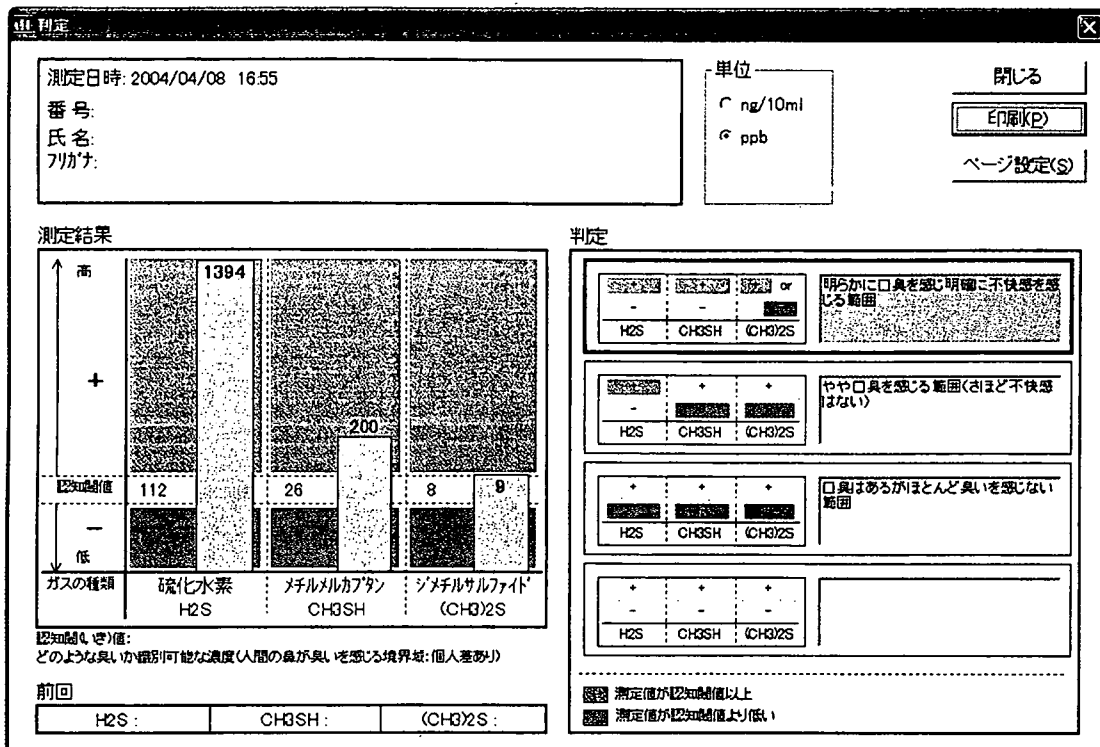 判定
測定日時: 2004/04/08 16:55
番号:
氏名:
フリガナ:
単位
ng/10ml
ppb
閉じる
印刷(P)
ページ設定(S)
測定結果
高
+
認知閾値
−
低
1394
200
9
112
26
8
ガスの種類
硫化水素
H2S
メチルメルカプタン
CH3SH
ジメチルサルファイド
(CH3)2S
認知閾(いき)値:
どのような臭いか識別可能な濃度(人間の鼻が臭いを感じる境界域:個人差あり)
前回
H2S :
CH3SH :
(CH3)2S :
判定
+ or
- -
H2S CH3SH (CH3)2S
明らかに口臭を感じ明確に不快感を感
じる範囲
+ +
-
H2S CH3SH (CH3)2S
やや口臭を感じる範囲(さほど不快感
はない)
+ + +
H2S CH3SH (CH3)2S
口臭はあるがほとんど臭いを感じない
範囲
+ + +
- - -
H2S CH3SH (CH3)2S
測定値が認知閾値以上
測定値が認知閾値より低い